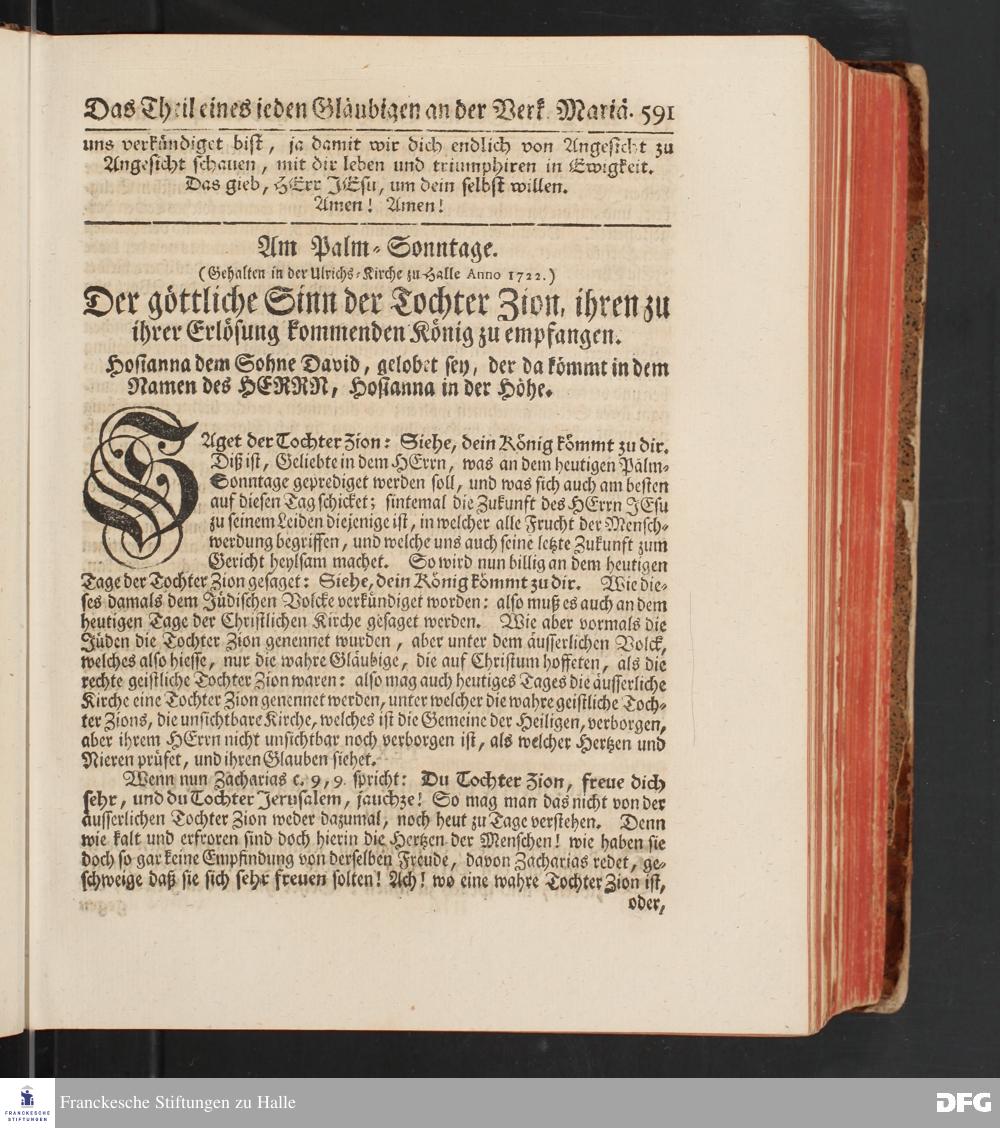 Das Theil eines ieden Gläubigen an der Verk. Mariä. 591
uns verkündiget bist, ja damit wir dich endlich von Angesicht zu
Angesicht schauen, mit dir leben und triumphiren in Ewigkeit.
Das gieb, HErr JEsu, um dein selbst willen.
Amen! Amen!
Am Palm-Sonntage.
(Gehalten in der Ulrichs-Kirche zu Halle Anno 1722.)
Der göttliche Sinn der Tochter Zion, ihren zu
ihrer Erlösung kommenden König zu empfangen.
Hosianna dem Sohne David, gelobet sey, der da kömmt in dem
Namen des HERRN, Hosianna in der Höhe.
SAget der Tochter Zion: Siehe, dein König kömmt zu dir.
Diß ist, Geliebte in dem HErrn, was an dem heutigen Palm-
Sonntage geprediget werden soll, und was sich auch am besten
auf diesen Tag schicket; sintemal die Zukunft des HErrn JEsu
zu seinem Leiden diejenige ist, in welcher alle Frucht der Mensch-
werdung begriffen, und welche uns auch seine letzte Zukunft zum
Gericht heylsam machet. So wird nun billig an dem heutigen
Tage der Tochter Zion gesaget: Siehe, dein König kömmt zu dir. Wie die-
ses damals dem Jüdischen Volcke verkündiget worden: also muß es auch an dem
heutigen Tage der Christlichen Kirche gesaget werden. Wie aber vormals die
Jüden die Tochter Zion genennet wurden, aber unter dem äusserlichen Volck,
welches also hiesse, nur die wahre Gläubige, die auf Christum hoffeten, als die
rechte geistliche Tochter Zion waren: also mag auch heutiges Tages die äusserliche
Kirche eine Tochter Zion genennet werden, unter welcher die wahre geistliche Toch-
ter Zions, die unsichtbare Kirche, welches ist die Gemeine der Heiligen, verborgen,
aber ihrem HErrn nicht unsichtbar noch verborgen ist, als welcher Hertzen und
Nieren prüfet, und ihren Glauben siehet.
Wenn nun Zacharias c. 9, 9. spricht: Du Tochter Zion, freue dich
sehr, und du Tochter Jerusalem, jauchze! So mag man das nicht von der
äusserlichen Tochter Zion weder dazumal, noch heut zu Tage verstehen. Denn
wie kalt und erfroren sind doch hierin die Hertzen der Menschen! wie haben sie
doch so gar keine Empfindung von derselben Freude, davon Zacharias redet, ge-
schweige daß sie sich sehr freuen solten! Ach! wo eine wahre Tochter Zion ist,
oder,
FRANCKESCHE
STIFTUNGEN
Franckesche Stiftungen zu Halle
DFG